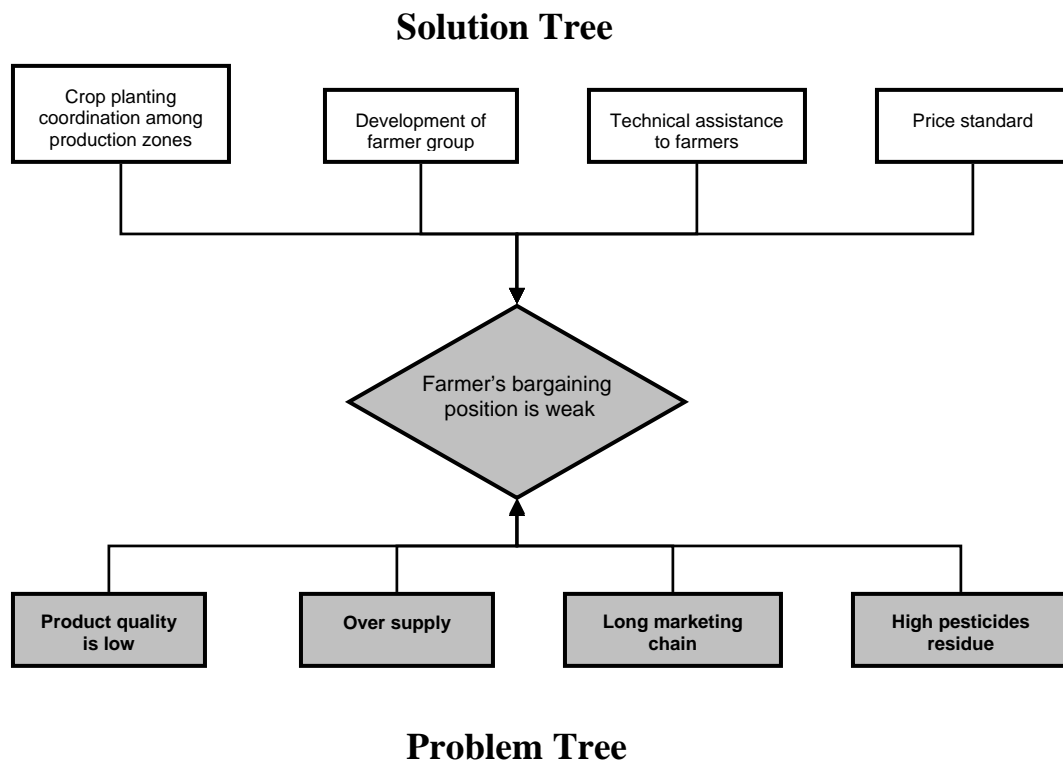 Solution Tree
Crop planting
coordination among
production zones
Development of
farmer group
Technical assistance
to farmers
Price standard
Farmer’s bargaining
position is weak
Product quality
is low
Over supply
Long marketing
chain
High pesticides
residue
Problem Tree